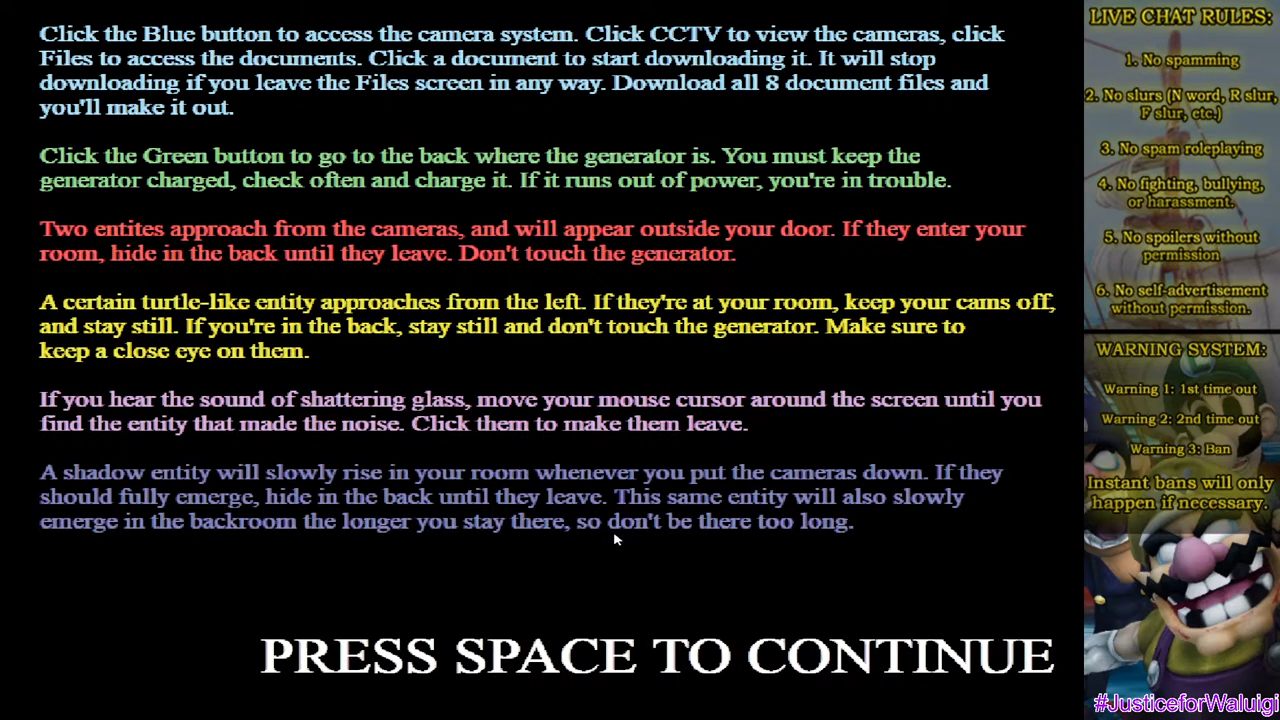 Click the Blue button to access the camera system. Click CCTV to view the cameras, click
Files to access the documents. Click a document to start downloading it. It will stop
downloading if you leave the Files screen in any way. Download all 8 document files and
you'll make it out.
Click the Green button to go to the back where the generator is. You must keep the
generator charged, check often and charge it. If it runs out of power, you're in trouble.
Two entites approach from the cameras, and will appear outside your door. If they enter your
room, hide in the back until they leave. Don't touch the generator.
A certain turtle-like entity approaches from the left. If they're at your room, keep your cams off,
and stay still. If you're in the back, stay still and don't touch the generator. Make sure to
keep a close eye on them.
If you hear the sound of shattering glass, move your mouse cursor around the screen until you
find the entity that made the noise. Click them to make them leave.
A shadow entity will slowly rise in your room whenever you put the cameras down. If they
should fully emerge, hide in the back until they leave. This same entity will also slowly
emerge in the backroom the longer you stay there, so don't be there too long.
PRESS SPACE TO CONTINUE
LIVE CHAT RULES:
1. No spamming
2. No slurs (N word, R slur,
F slur, etc.)
3. No spam roleplaying
4. No fighting, bullying,
or harassment.
5. No spoilers without
permission
6. No self-advertisement
without permission.
WARNING SYSTEM:
Warning 1: 1st time out
Warning 2: 2nd time out
Warning 3: Ban
Instant bans will only
happen if necessary.
#JusticeforWaluigi